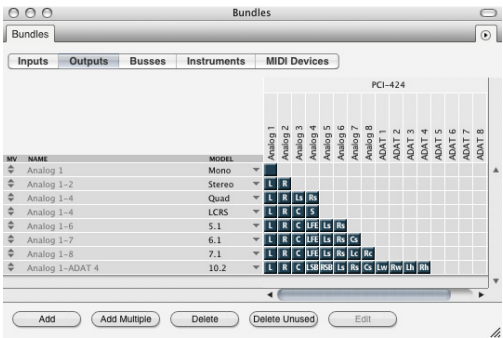 Bundles
Bundles
Inputs Outputs Busses Instruments MIDI Devices
PCI-424
Analog 1 Analog 2 Analog 3 Analog 4 Analog 5 Analog 6 Analog 7 Analog 8 ADAT 1 ADAT 2 ADAT 3 ADAT 4 ADAT 5 ADAT 6 ADAT 7 ADAT 8
MV NAME MODEL
Analog 1 Mono
Analog 1-2 Stereo L R
Analog 1-4 Quad L R Ls Rs
Analog 1-4 LCRS L R C S
Analog 1-6 5.1 L R C LFE Ls Rs
Analog 1-7 6.1 L R C LFE Ls Rs Cs
Analog 1-8 7.1 L R C LFE Ls Rs Lc Rc
Analog 1-ADAT 4 10.2 L R C LSB RSB Ls Rs Cs Lw Rw Lh Rh
Add Add Multiple Delete Delete Unused Edit